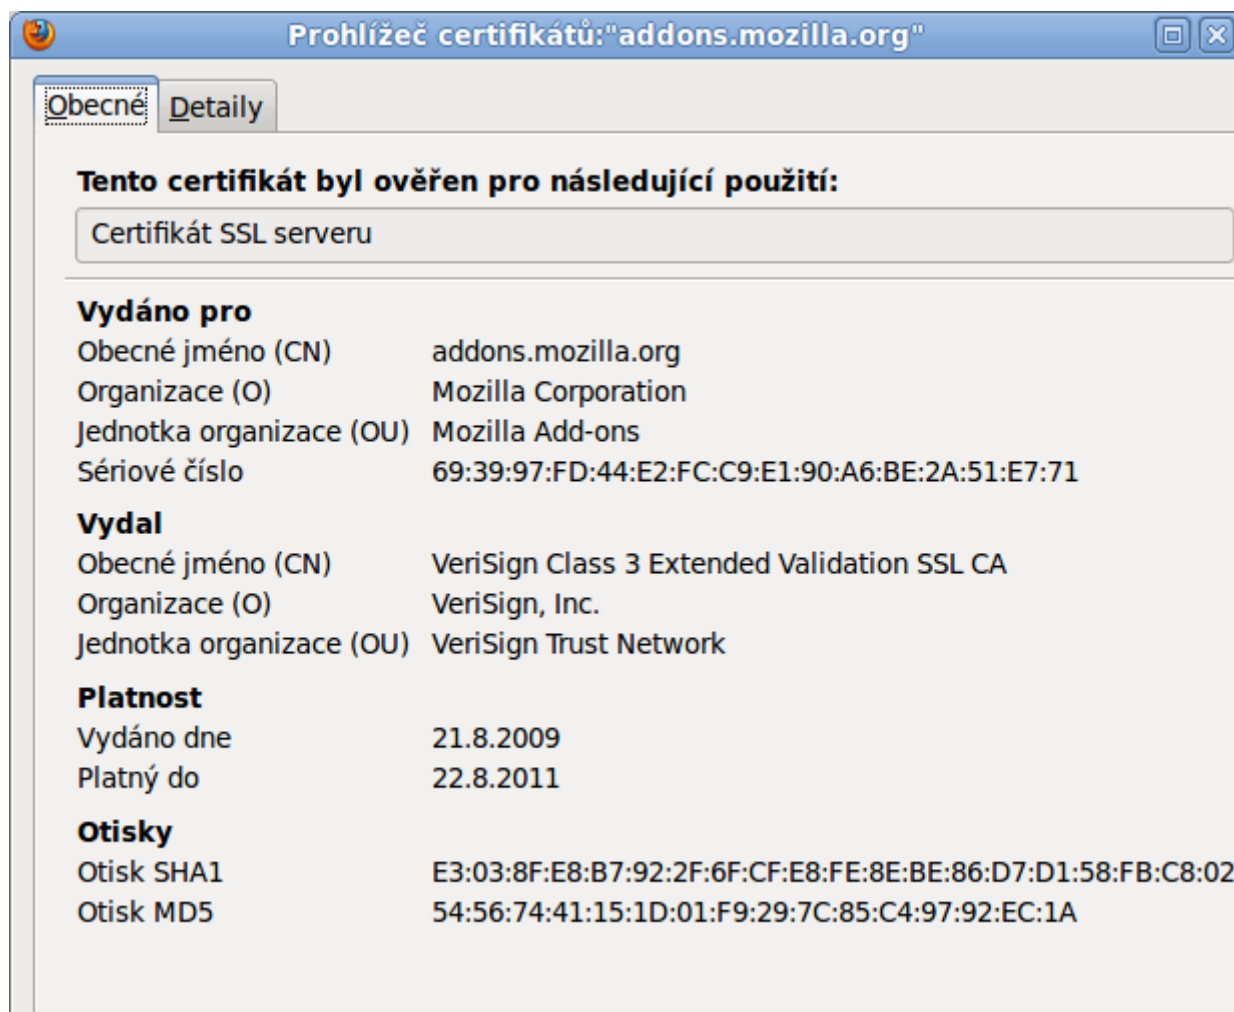 Prohlížeč certifikátů:"addons.mozilla.org"
Obecné Detaily
Tento certifikát byl ověřen pro následující použití:
Certifikát SSL serveru
Vydáno pro
Obecné jméno (CN) addons.mozilla.org
Organizace (O) Mozilla Corporation
Jednotka organizace (OU) Mozilla Add-ons
Sériové číslo 69:39:97:FD:44:E2:FC:C9:E1:90:A6:BE:2A:51:E7:71
Vydal
Obecné jméno (CN) VeriSign Class 3 Extended Validation SSL CA
Organizace (O) VeriSign, Inc.
Jednotka organizace (OU) VeriSign Trust Network
Platnost
Vydáno dne 21.8.2009
Platný do 22.8.2011
Otisky
Otisk SHA1 E3:03:8F:E8:B7:92:2F:6F:CF:E8:FE:8E:BE:86:D7:D1:58:FB:C8:02
Otisk MD5 54:56:74:41:15:1D:01:F9:29:7C:85:C4:97:92:EC:1A